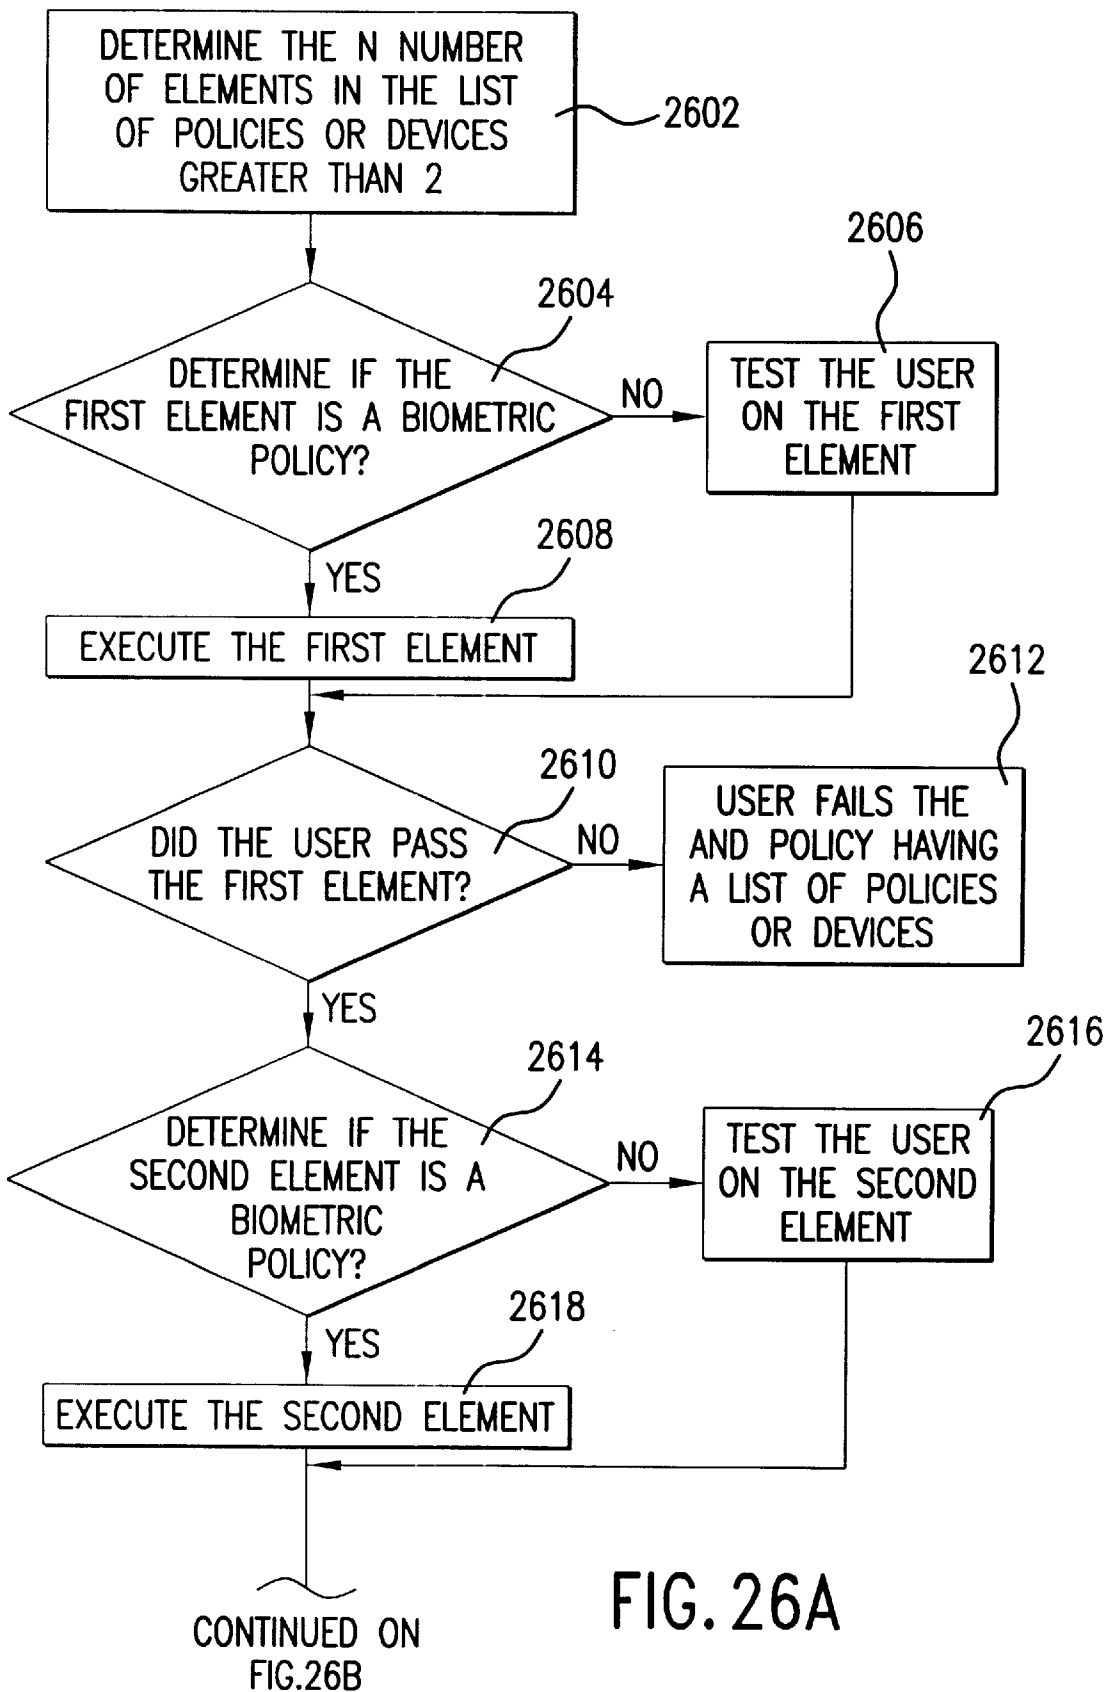 DETERMINE THE N NUMBER
OF ELEMENTS IN THE LIST
OF POLICIES OR DEVICES
GREATER THAN 2
2602
2606
2604
DETERMINE IF THE
FIRST ELEMENT IS A BIOMETRIC
POLICY?
NO
TEST THE USER
ON THE FIRST
ELEMENT
2608
YES
EXECUTE THE FIRST ELEMENT
2612
2610
DID THE USER PASS
THE FIRST ELEMENT?
NO
USER FAILS THE
AND POLICY HAVING
A LIST OF POLICIES
OR DEVICES
YES
2616
2614
DETERMINE IF THE
SECOND ELEMENT IS A
BIOMETRIC
POLICY?
NO
TEST THE USER
ON THE SECOND
ELEMENT
2618
YES
EXECUTE THE SECOND ELEMENT
FIG. 26A
CONTINUED ON
FIG.26B